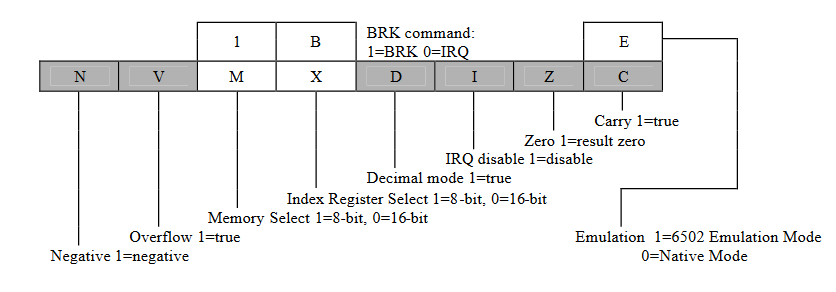 BRK command:
1 B E
1=BRK 0=IRQ
N V M X D I Z C
Carry 1=true
Zero 1=result zero
IRQ disable 1=disable
Decimal mode 1=true
Index Register Select 1=8-bit, 0=16-bit
Memory Select 1=8-bit, 0=16-bit
Overflow 1=true
Emulation 1=6502 Emulation Mode
Negative 1=negative
0=Native Mode